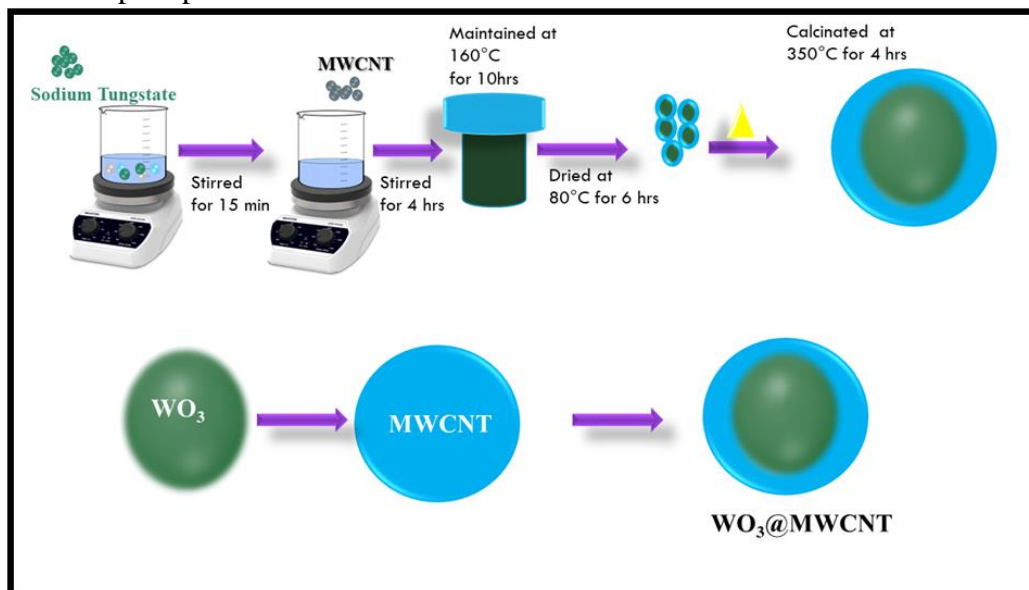 Sodium Tungstate
Stirred
for 15 min
MWCNT
Stirred
for 4 hrs
Maintained at
160°C
for 10hrs
Dried at
80°C for 6 hrs
Calcinated at
350°C for 4 hrs
WO₃
MWCNT
WO₃@MWCNT